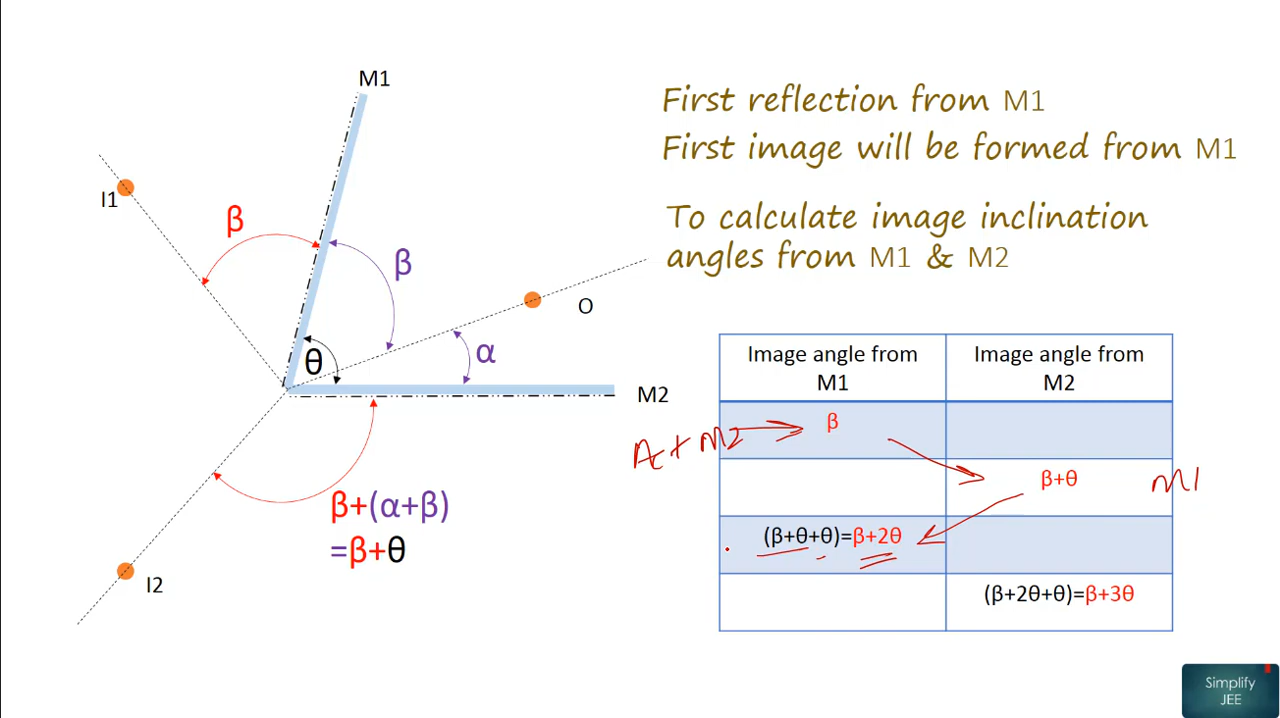 M1
First reflection from M1
First image will be formed from M1
I1
β
To calculate image inclination
angles from M1 & M2
β
O
θ
α
M2
Image angle from
M1
Image angle from
M2
β
β+θ
M1
β+(α+β)
=β+θ
(β+θ+θ)=β+2θ
I2
(β+2θ+θ)=β+3θ
Simplify
JEE